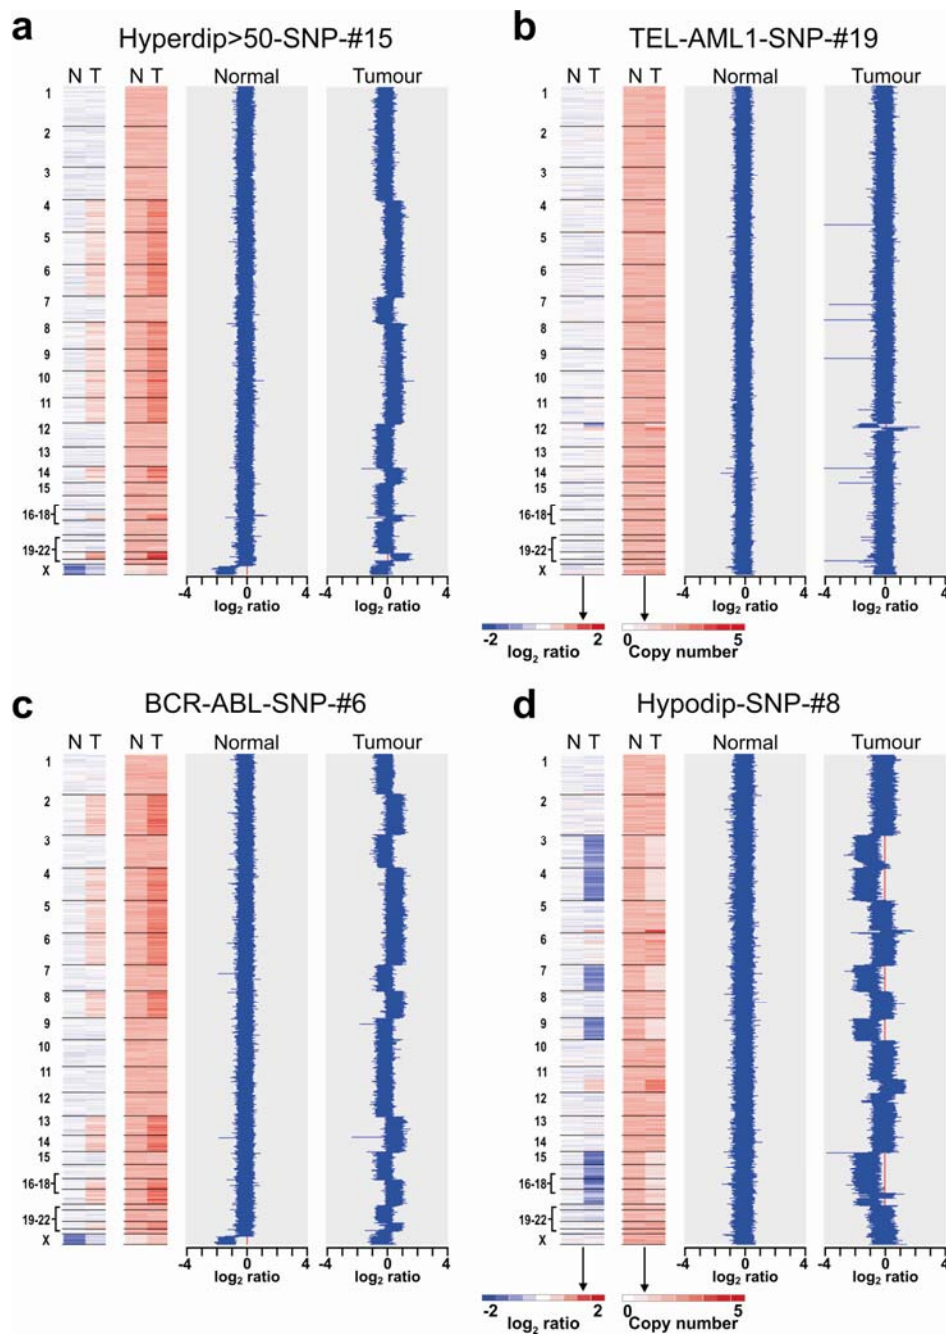 a
Hyperdip>50-SNP-#15
N T N T Normal Tumour
1
2
3
4
5
6
7
8
9
10
11
12
13
14
15
16-18
19-22
X
-4 0 4 -4 0 4
log2 ratio log2 ratio
b
TEL-AML1-SNP-#19
N T N T Normal Tumour
1
2
3
4
5
6
7
8
9
10
11
12
13
14
15
16-18
19-22
X
-4 0 4 -4 0 4
log2 ratio log2 ratio
-2 2 0 5
log2 ratio Copy number
c
BCR-ABL-SNP-#6
N T N T Normal Tumour
1
2
3
4
5
6
7
8
9
10
11
12
13
14
15
16-18
19-22
X
-4 0 4 -4 0 4
log2 ratio log2 ratio
d
Hypodip-SNP-#8
N T N T Normal Tumour
1
2
3
4
5
6
7
8
9
10
11
12
13
14
15
16-18
19-22
X
-4 0 4 -4 0 4
log2 ratio log2 ratio
-2 2 0 5
log2 ratio Copy number